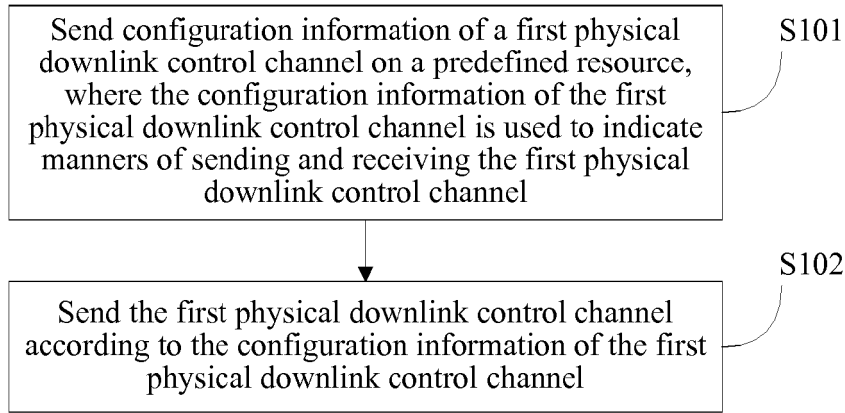 Send configuration information of a first physical
downlink control channel on a predefined resource,
where the configuration information of the first
physical downlink control channel is used to indicate
manners of sending and receiving the first physical
downlink control channel
S101
Send the first physical downlink control channel
according to the configuration information of the first
physical downlink control channel
S102